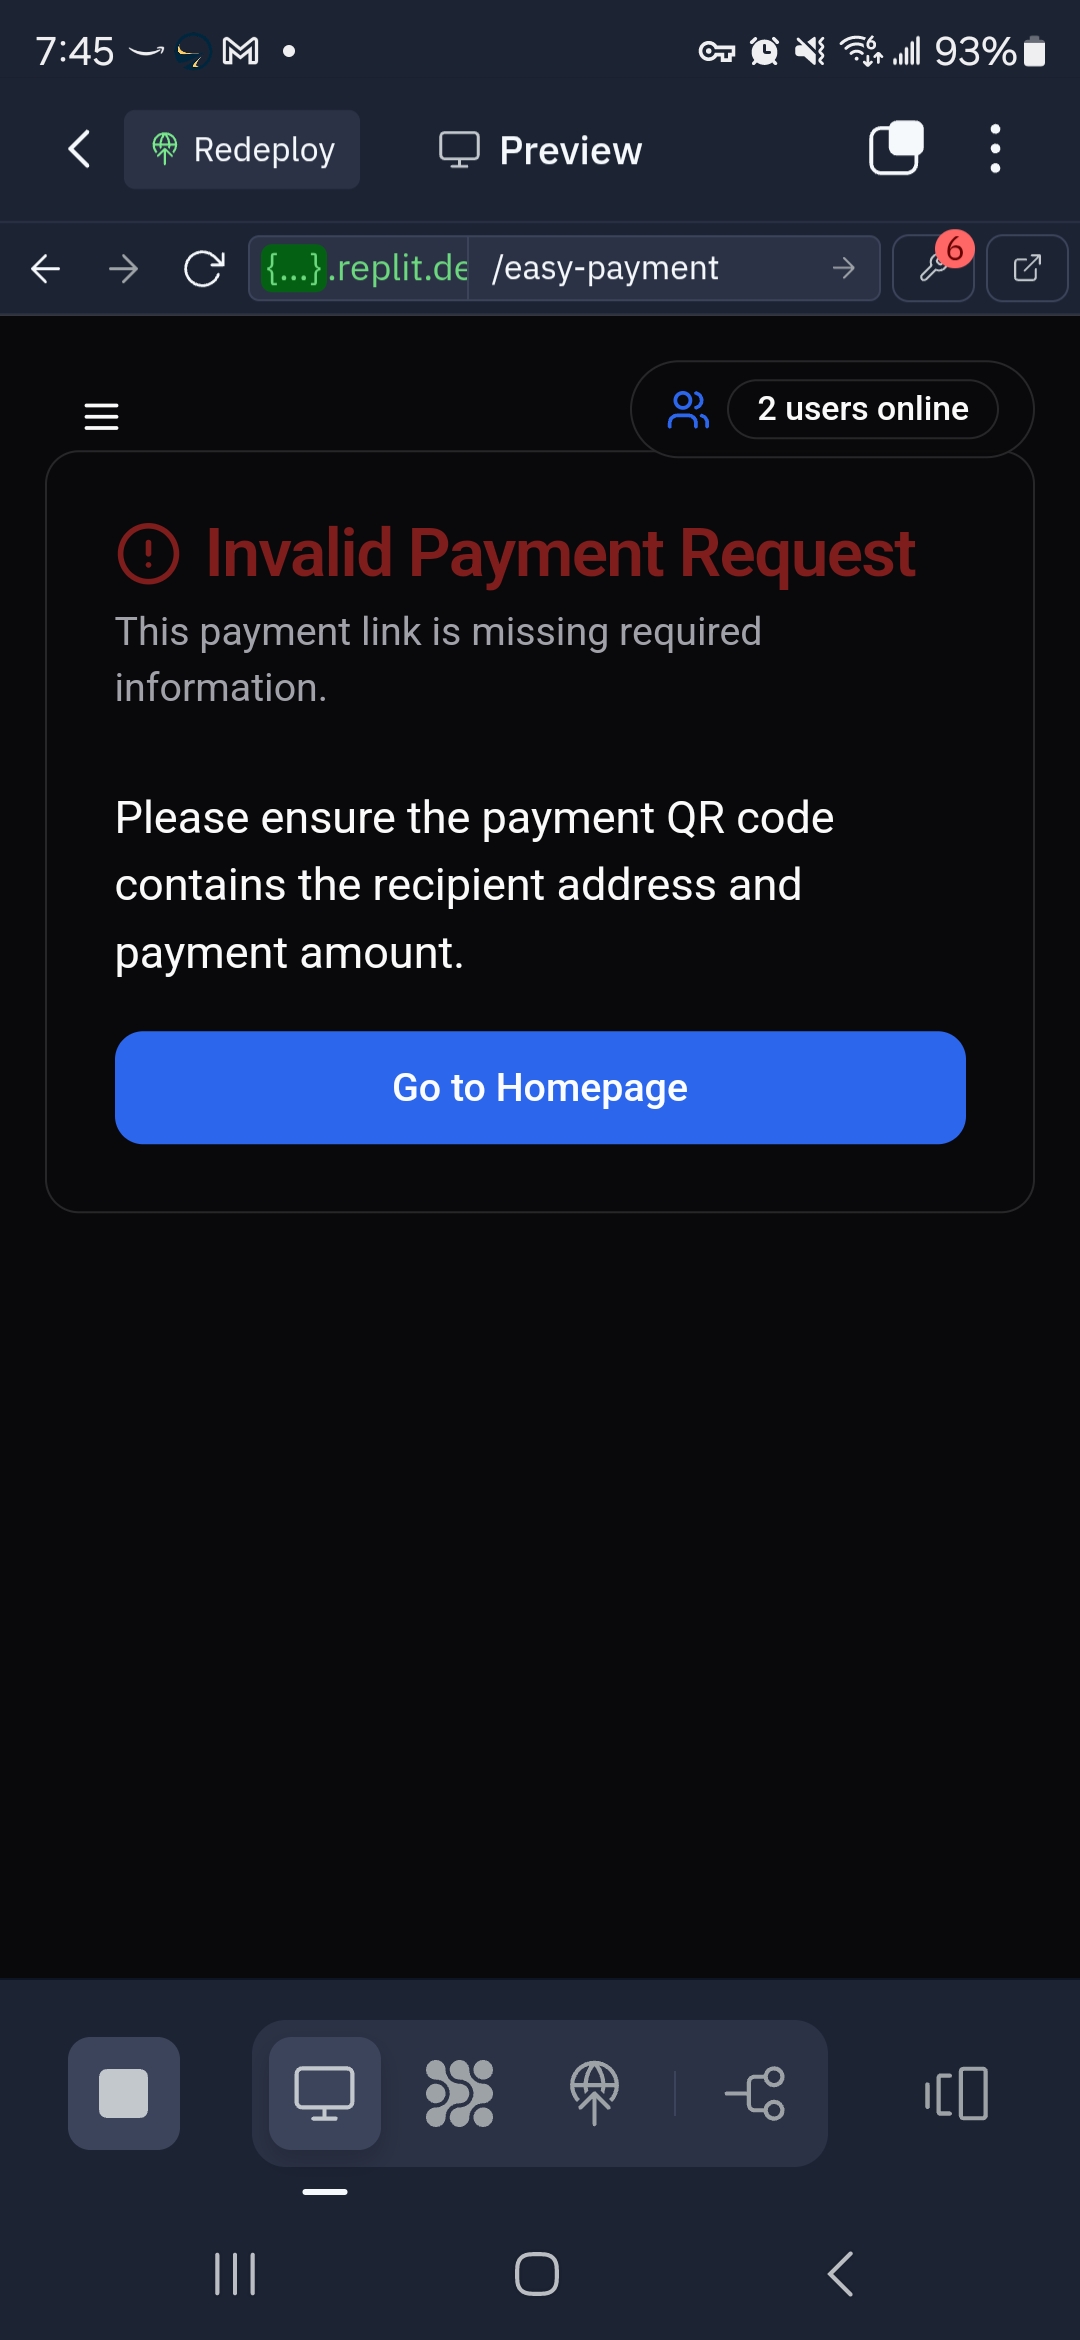 7:45
93%
Redeploy
Preview
{...}.replit.de
/easy-payment
6
2 users online
Invalid Payment Request
This payment link is missing required
information.
Please ensure the payment QR code
contains the recipient address and
payment amount.
Go to Homepage